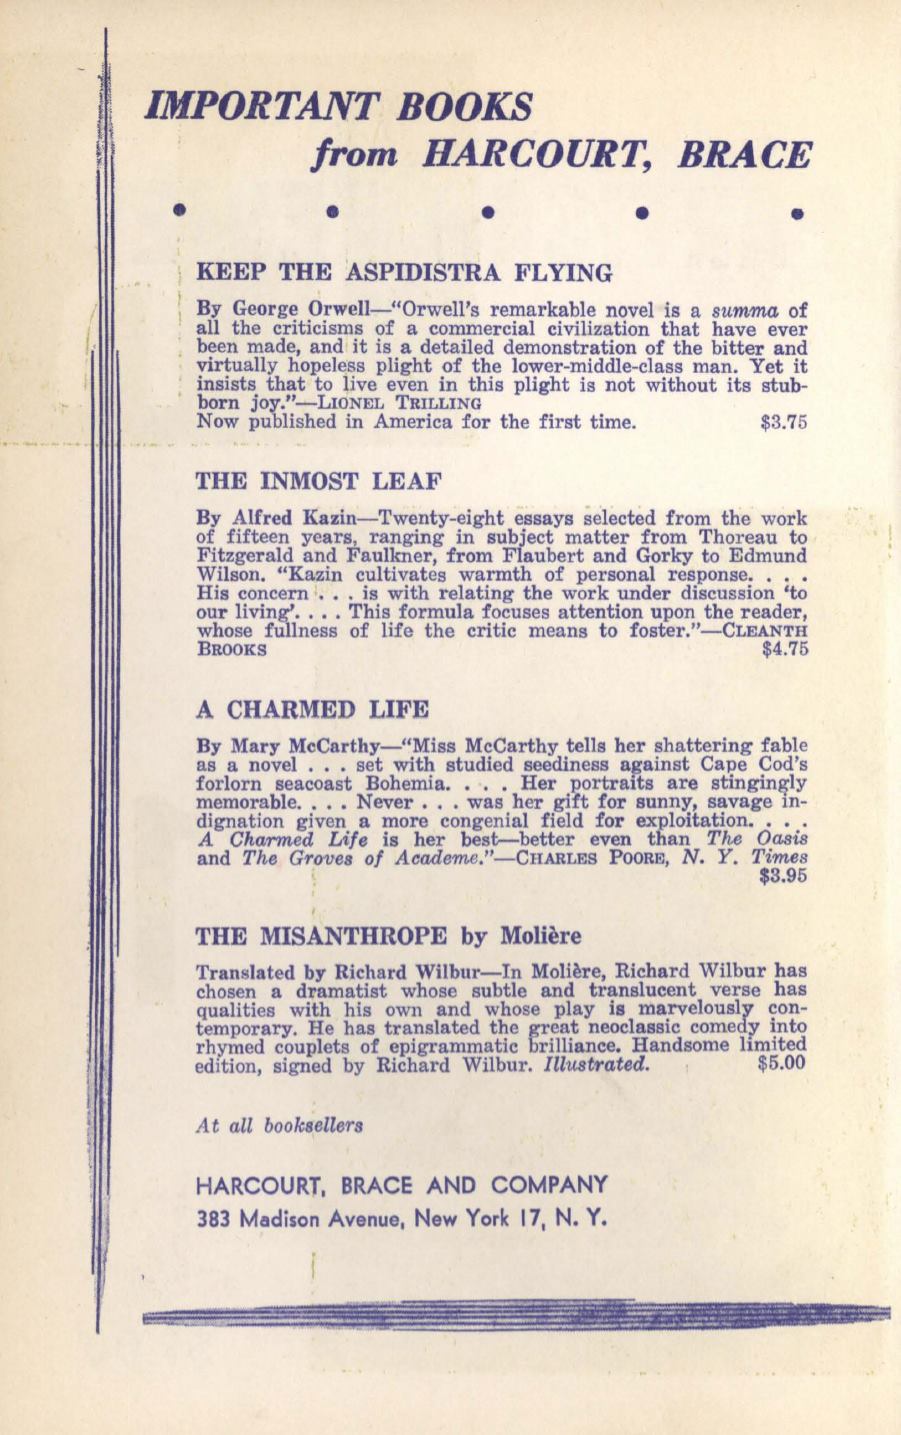 IMPORTANT BOOKS
from HARCOURT, BRACE
KEEP THE ASPIDISTRA FLYING
By George Orwell—“Orwell’s remarkable novel is a summa of
all the criticisms of a commercial civilization that have ever
been made, and it is a detailed demonstration of the bitter and
virtually hopeless plight of the lower-middle-class man. Yet it
insists that to live even in this plight is not without its stub-
born joy.”—LIONEL TRILLING
Now published in America for the first time. $3.75
THE INMOST LEAF
By Alfred Kazin—Twenty-eight essays selected from the work
of fifteen years, ranging in subject matter from Thoreau to
Fitzgerald and Faulkner, from Flaubert and Gorky to Edmund
Wilson. “Kazin cultivates warmth of personal response. . . .
His concern . . . is with relating the work under discussion ‘to
our living’. . . . This formula focuses attention upon the reader,
whose fullness of life the critic means to foster.”—CLEANTH
BROOKS $4.75
A CHARMED LIFE
By Mary McCarthy—“Miss McCarthy tells her shattering fable
as a novel . . . set with studied seediness against Cape Cod’s
forlorn seacoast Bohemia. . . . Her portraits are stingingly
memorable. . . . Never . . . was her gift for sunny, savage in-
dignation given a more congenial field for exploitation. . . .
A Charmed Life is her best—better even than The Oasis
and The Groves of Academe.”—CHARLES POORE, N. Y. Times
$3.95
THE MISANTHROPE by Molière
Translated by Richard Wilbur—In Molière, Richard Wilbur has
chosen a dramatist whose subtle and translucent verse has
qualities with his own and whose play is marvelously con-
temporary. He has translated the great neoclassic comedy into
rhymed couplets of epigrammatic brilliance. Handsome limited
edition, signed by Richard Wilbur. Illustrated. $5.00
At all booksellers
HARCOURT, BRACE AND COMPANY
383 Madison Avenue, New York 17, N. Y.